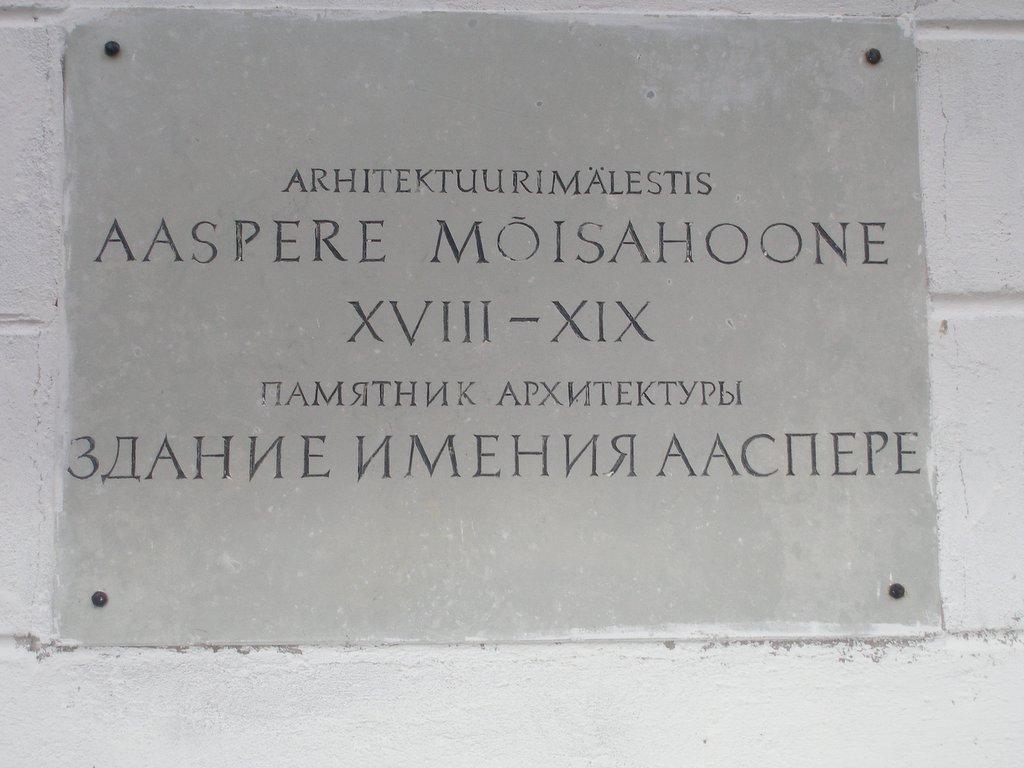 ARHITEKTUURIMÄLESTIS
AASPERE MÕISAHOONE
XVIII – XIX
ПАМЯТНИК АРХИТЕКТУРЫ
ЗДАНИЕ ИМЕНИЯ ААСПЕРЕ